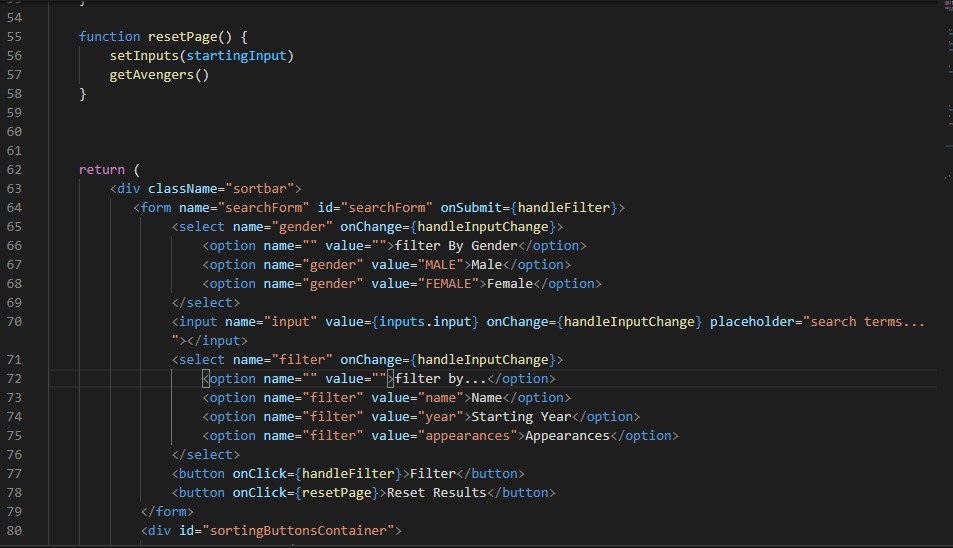 54
55 function resetPage() {
56 setInputs(startingInput)
57 getAvengers()
58 }
59
60
61
62 return (
63 <div className="sortbar">
64 <form name="searchForm" id="searchForm" onSubmit={handleFilter}>
65 <select name="gender" onChange={handleInputChange}>
66 <option name="" value="">filter By Gender</option>
67 <option name="gender" value="MALE">Male</option>
68 <option name="gender" value="FEMALE">Female</option>
69 </select>
70 <input name="input" value={inputs.input} onChange={handleInputChange} placeholder="search terms...
"></input>
71 <select name="filter" onChange={handleInputChange}>
72 <option name="" value="">filter by...</option>
73 <option name="filter" value="name">Name</option>
74 <option name="filter" value="year">Starting Year</option>
75 <option name="filter" value="appearances">Appearances</option>
76 </select>
77 <button onClick={handleFilter}>Filter</button>
78 <button onClick={resetPage}>Reset Results</button>
79 </form>
80 <div id="sortingButtonsContainer">